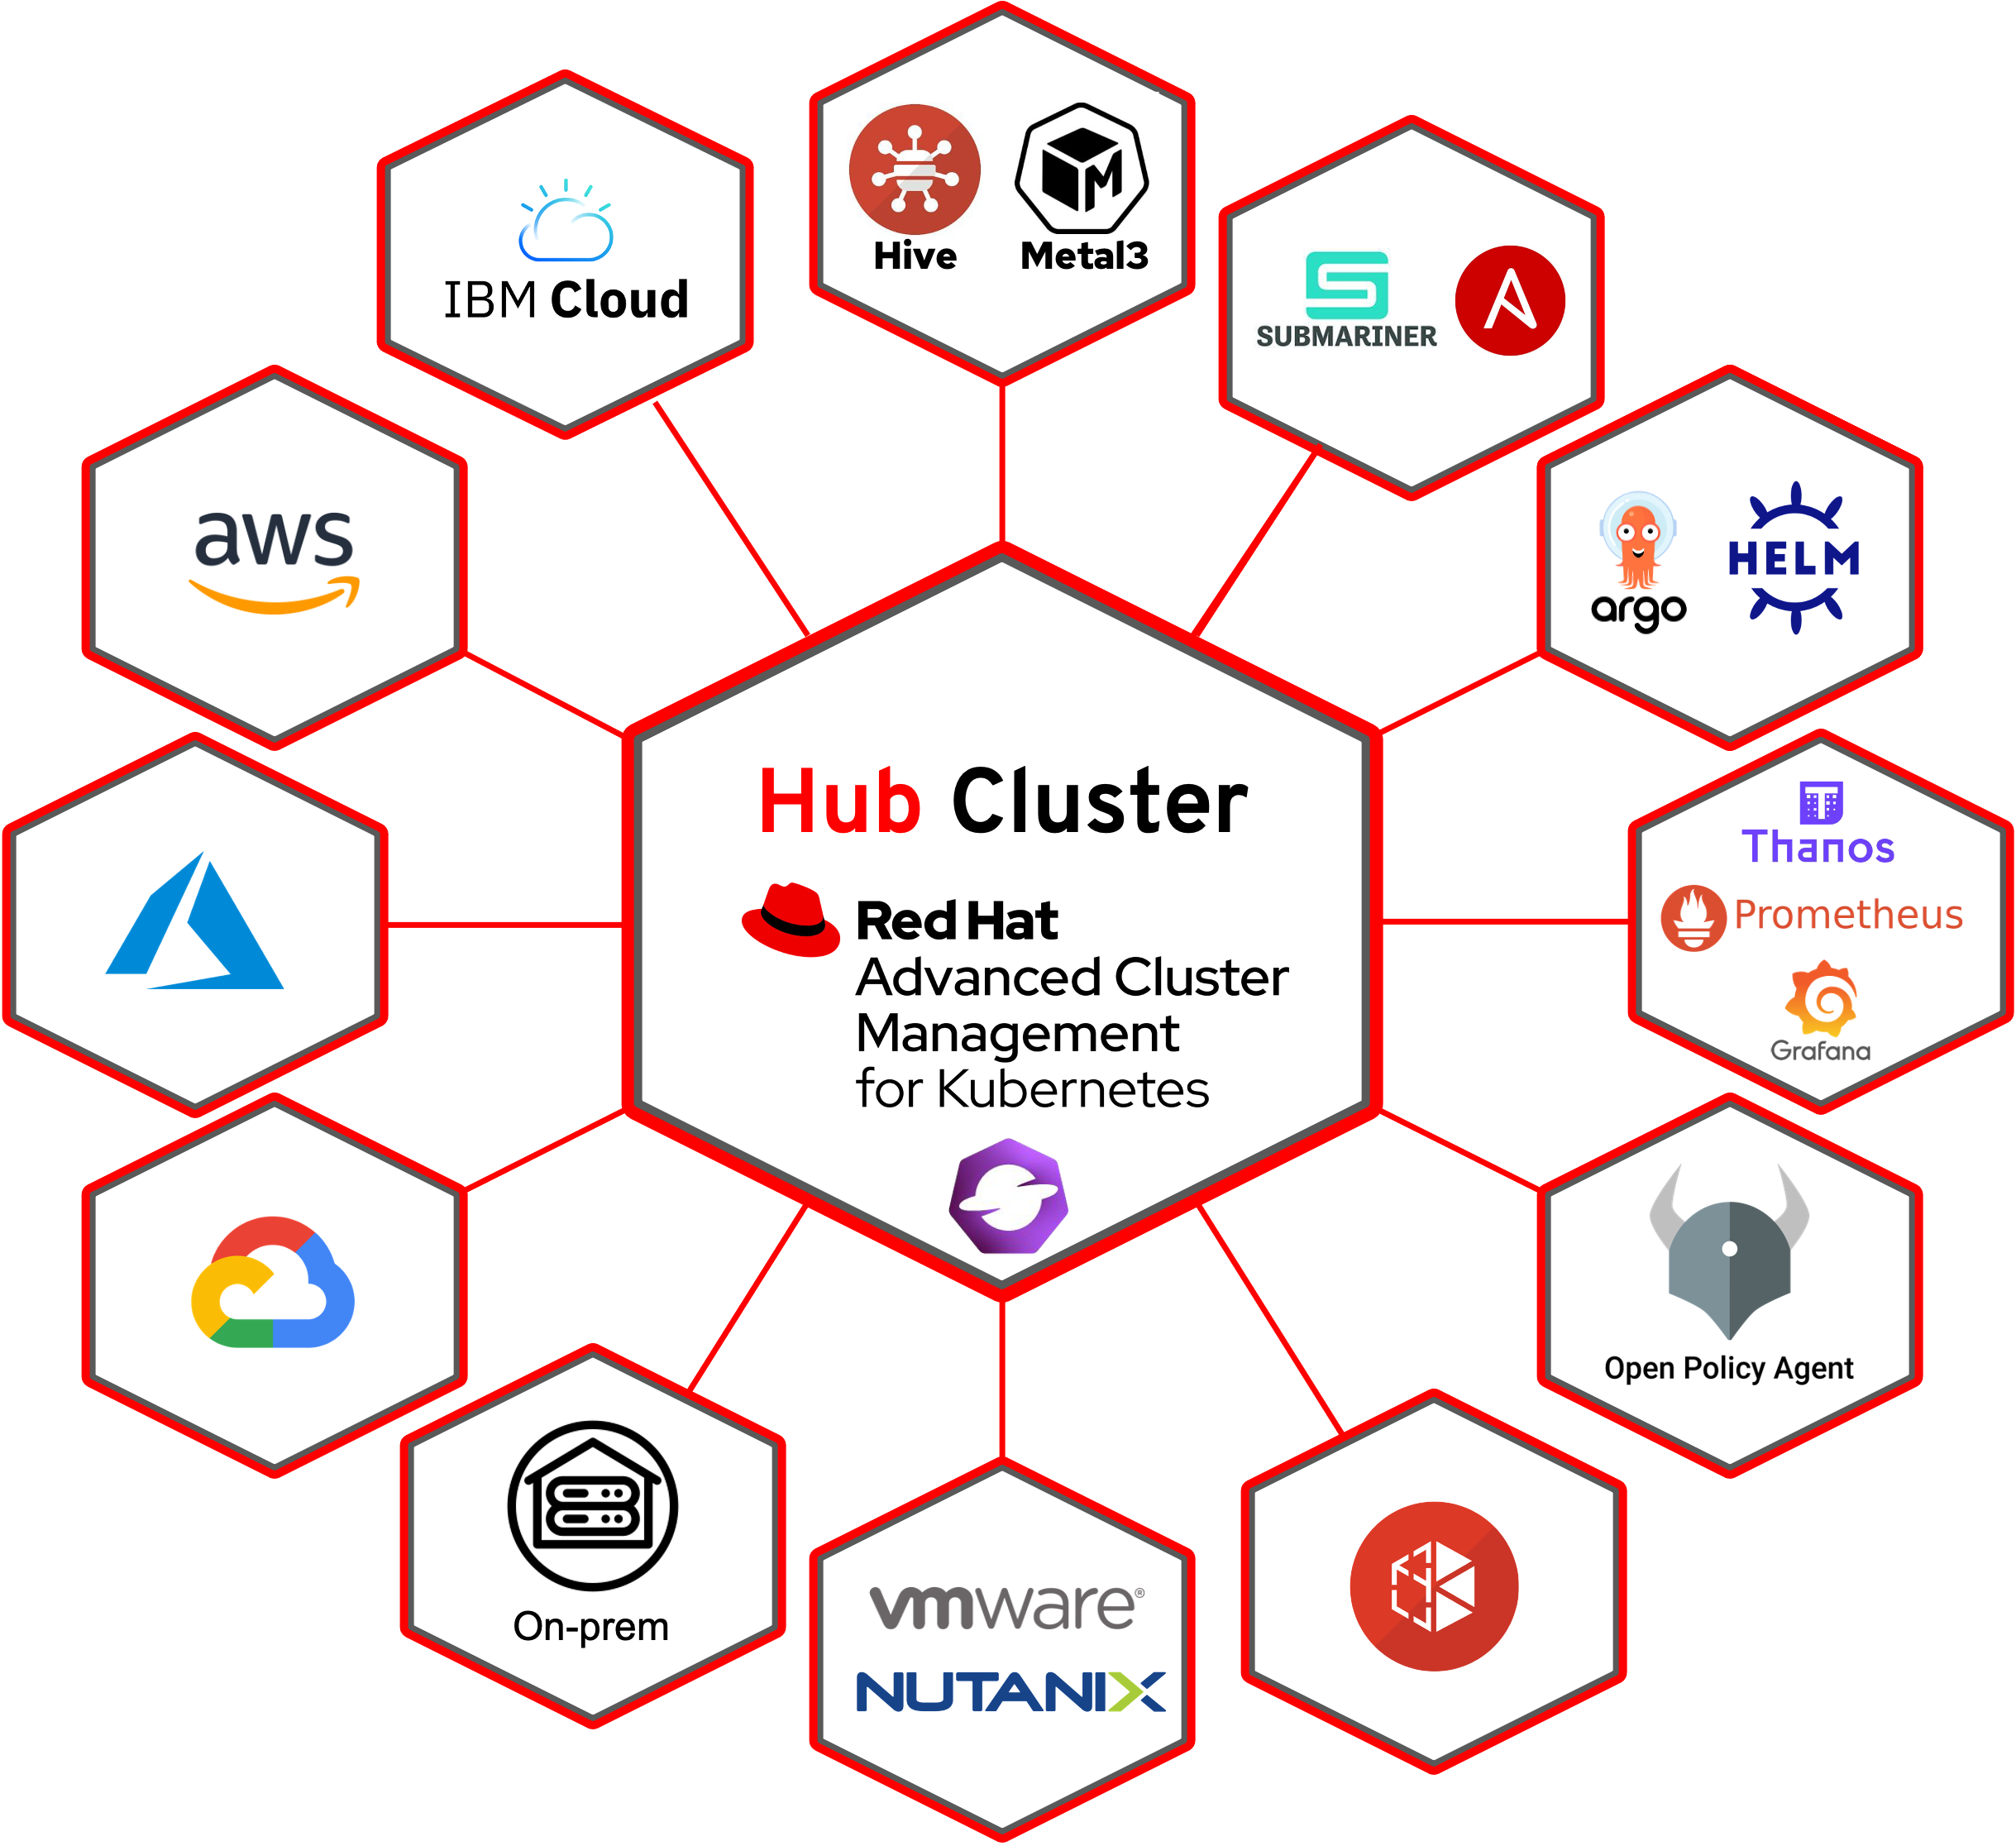 Hive
Metal3
IBM Cloud
SUBMARINER
aws
argo
HELM
Hub Cluster
Red Hat
Advanced Cluster
Management
for Kubernetes
Thanos
Prometheus
Grafana
Open Policy Agent
On-prem
vmware®
NUTANIX